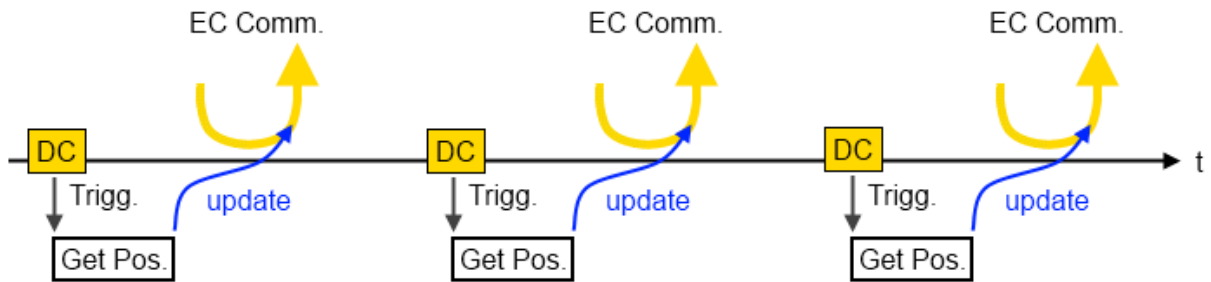 EC Comm. EC Comm. EC Comm.
DC DC DC t
Trigg. update Trigg. update Trigg. update
Get Pos. Get Pos. Get Pos.